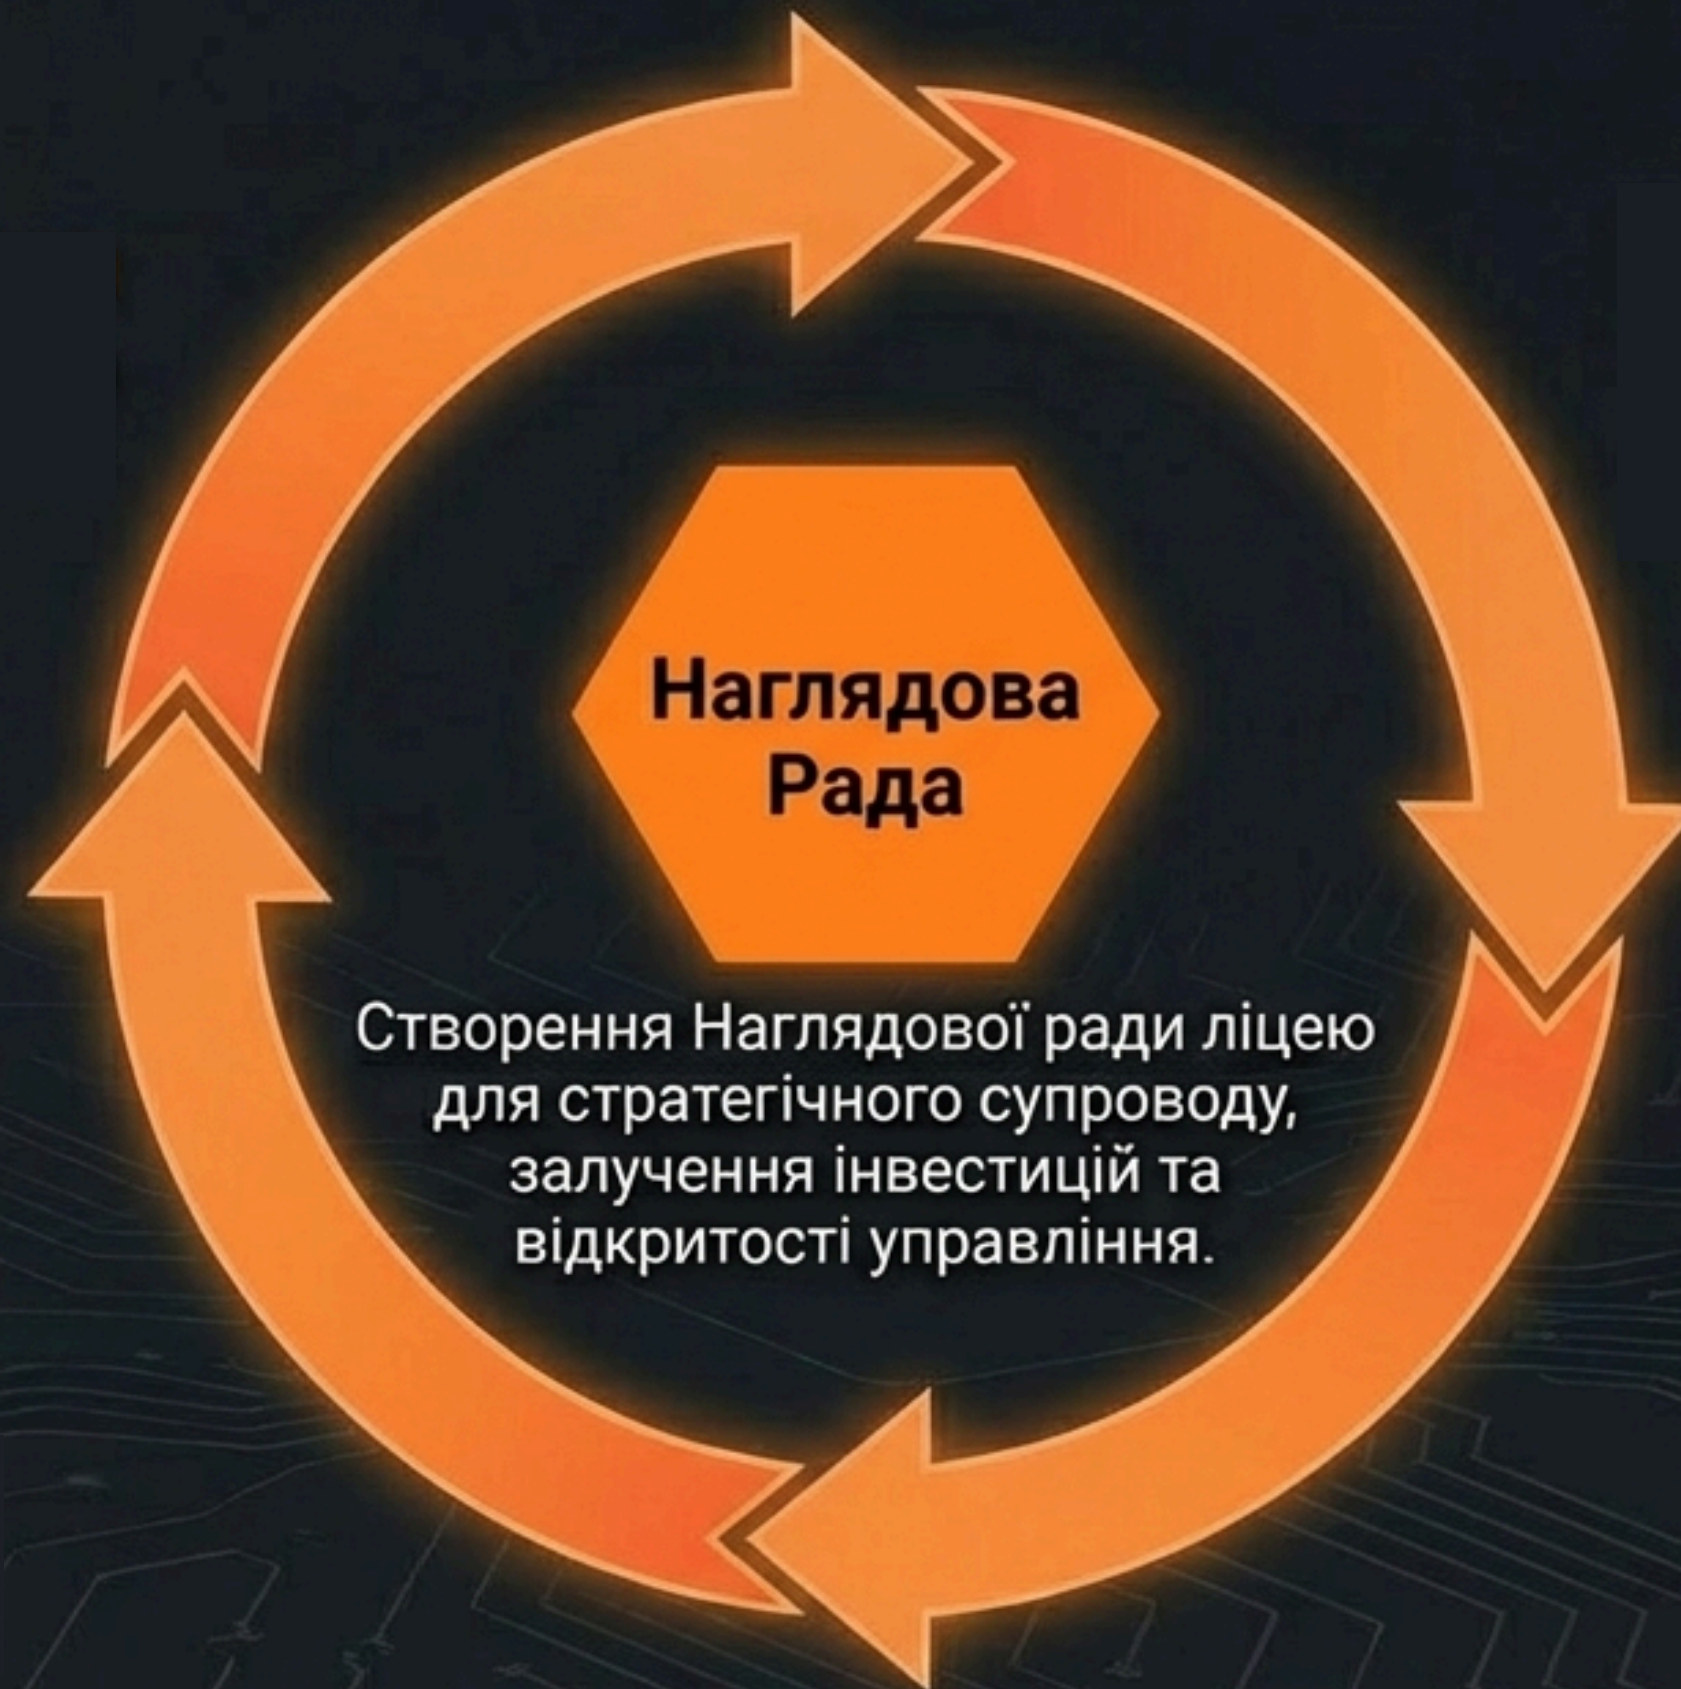 Наглядова
Рада
Створення Наглядової ради ліцею
для стратегічного супроводу,
залучення інвестицій та
відкритості управління.